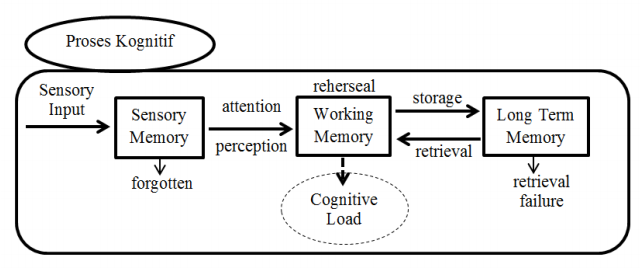 Proses Kognitif
Sensory
Input
Sensory
Memory
forgotten
attention
perception
reherseal
Working
Memory
Cognitive
Load
storage
retrieval
Long Term
Memory
retrieval
failure